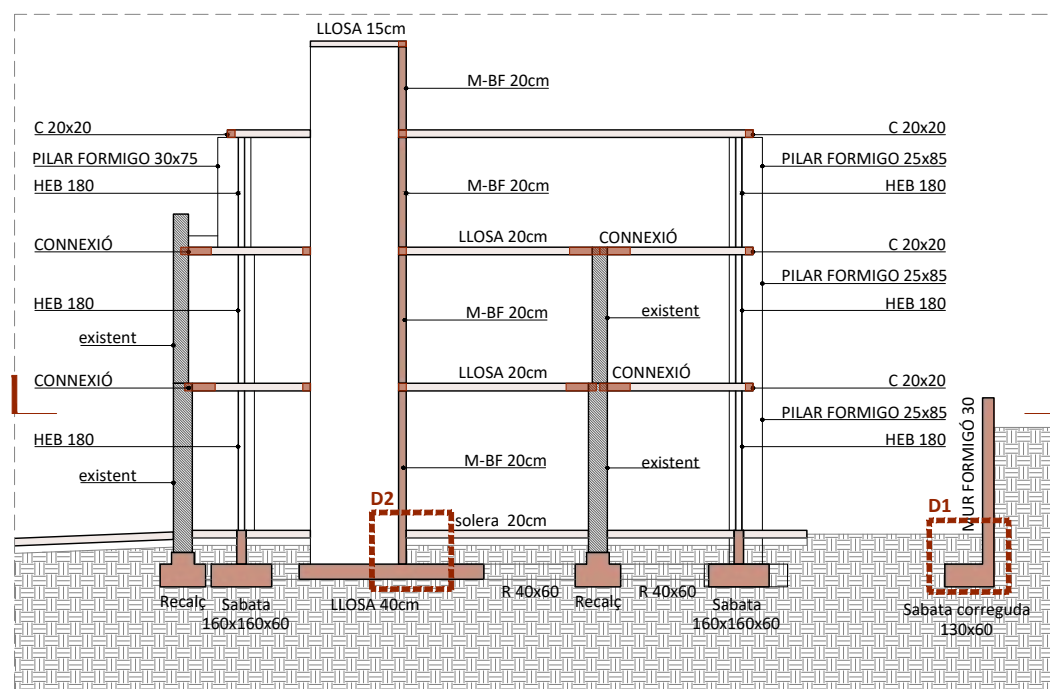 LLOSA 15cm
M-BF 20cm
C 20x20
C 20x20
PILAR FORMIGO 30x75
PILAR FORMIGO 25x85
HEB 180
M-BF 20cm
HEB 180
CONNEXIÓ
LLOSA 20cm
CONNEXIÓ
C 20x20
PILAR FORMIGO 25x85
HEB 180
M-BF 20cm
existent
HEB 180
existent
CONNEXIÓ
LLOSA 20cm
CONNEXIÓ
C 20x20
PILAR FORMIGO 25x85
HEB 180
existent
M-BF 20cm
existent
HEB 180
MUR FORMIGÓ 30
D2
solera 20cm
D1
Recalç
Sabata
160x160x60
LLOSA 40cm
R 40x60
Recalç
R 40x60
Sabata
160x160x60
Sabata correguda
130x60